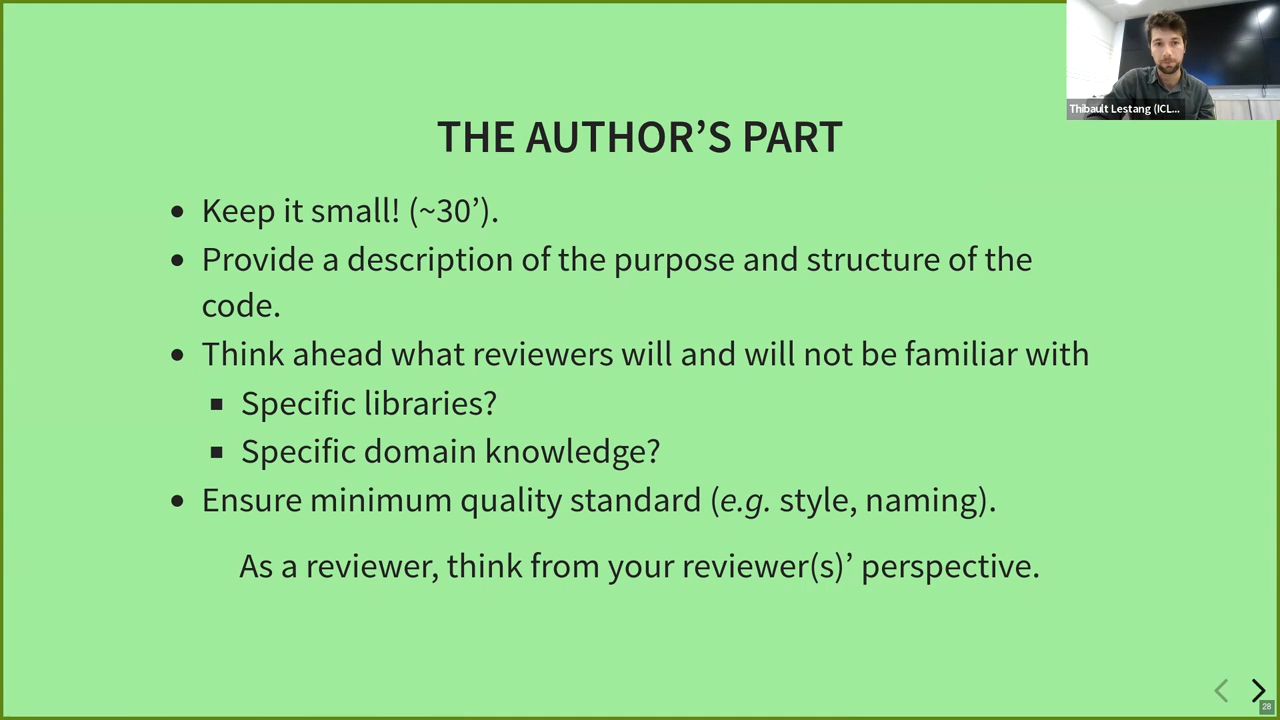 Thibault Lestang (ICL...
THE AUTHOR’S PART
• Keep it small! (~30’).
• Provide a description of the purpose and structure of the
code.
• Think ahead what reviewers will and will not be familiar with
▪ Specific libraries?
▪ Specific domain knowledge?
• Ensure minimum quality standard (e.g. style, naming).
As a reviewer, think from your reviewer(s)’ perspective.
28